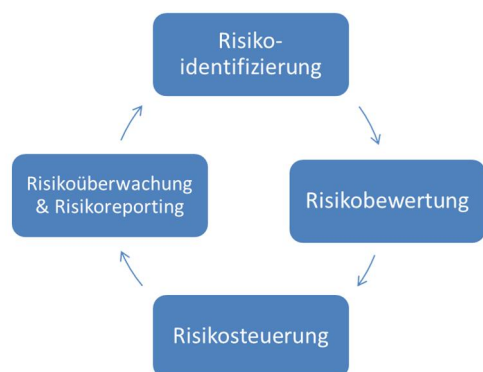 Risiko-
identifizierung
Risikobewertung
Risikosteuerung
Risikoüberwachung
& Risikoreporting